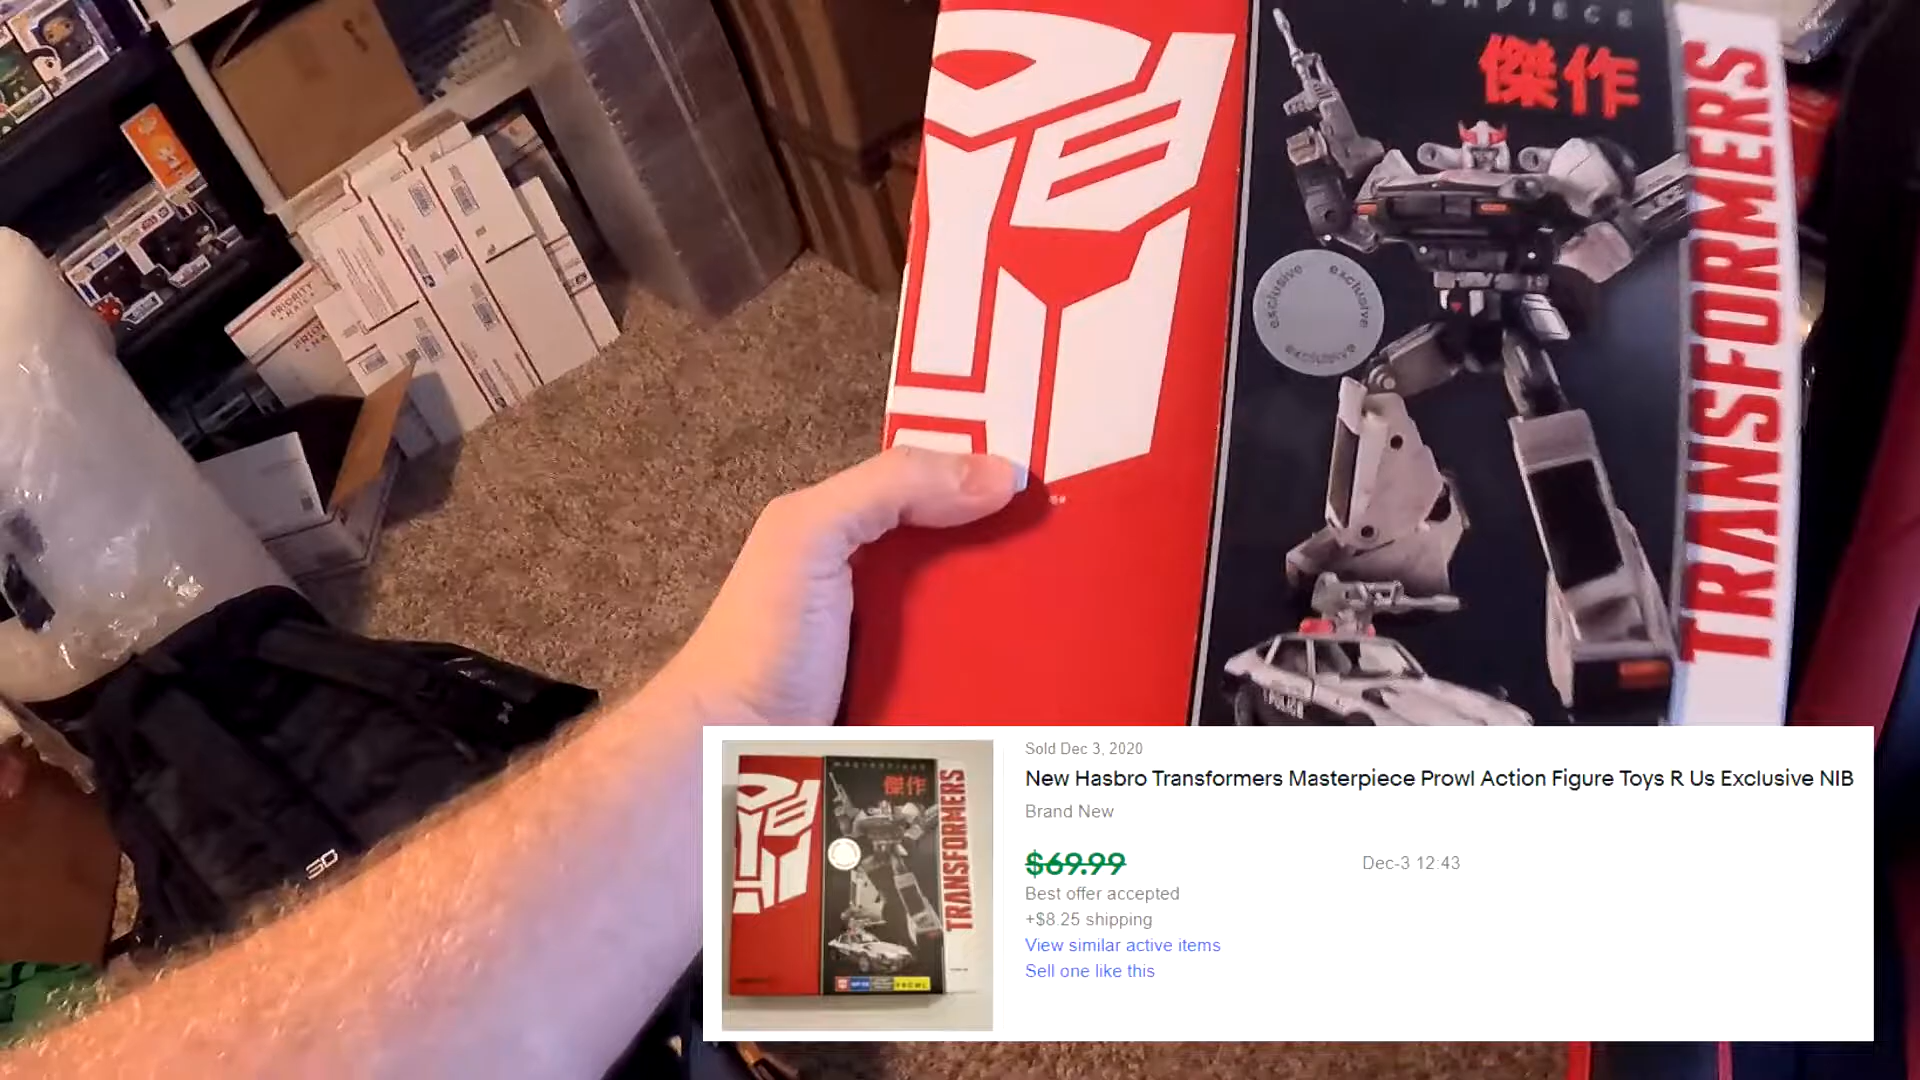 傑作
TRANSFORMERS
exclusive
exclusive
exclusive
PRIORITY
MAIL
POLICE
Sold Dec 3, 2020
New Hasbro Transformers Masterpiece Prowl Action Figure Toys R Us Exclusive NIB
Brand New
$69.99
Dec-3 12:43
Best offer accepted
+$8.25 shipping
View similar active items
Sell one like this
傑作
TRANSFORMERS